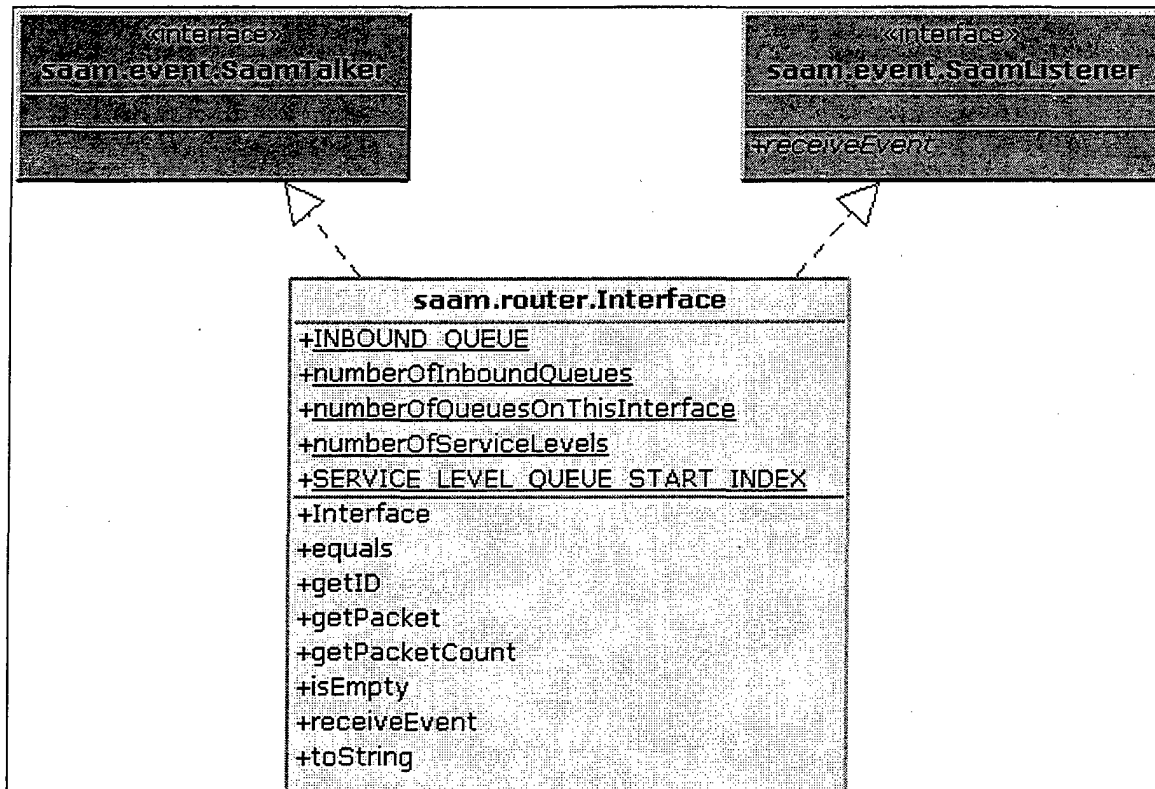 «interface»
saam.event.SaamTalker
«interface»
saam.event.SaamListener
+receiveEvent
saam.router.Interface
+INBOUND_QUEUE
+numberOfInboundQueues
+numberOfQueuesOnThisInterface
+numberOfServiceLevels
+SERVICE_LEVEL_QUEUE_START_INDEX
+Interface
+equals
+getID
+getPacket
+getPacketCount
+isEmpty
+receiveEvent
+toString